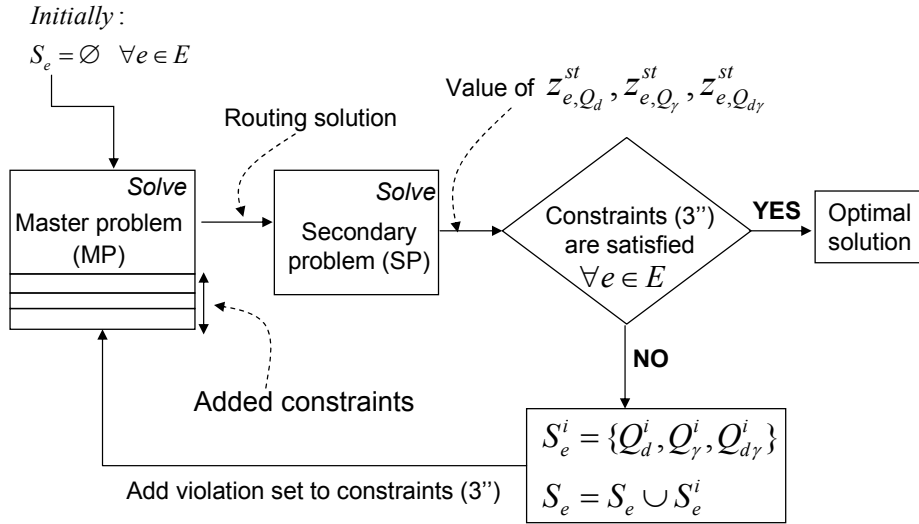 Initially :
S_e = ∅ ∀e ∈ E
Value of z^{st}_{e,Q_d} , z^{st}_{e,Q_γ} , z^{st}_{e,Q_{dγ}}
Routing solution
Solve
Master problem
(MP)
Solve
Secondary
problem (SP)
Constraints (3'')
are satisfied
∀e ∈ E
YES
Optimal
solution
NO
Added constraints
S^i_e = {Q^i_d , Q^i_γ , Q^i_{dγ}}
S_e = S_e ∪ S^i_e
Add violation set to constraints (3'')